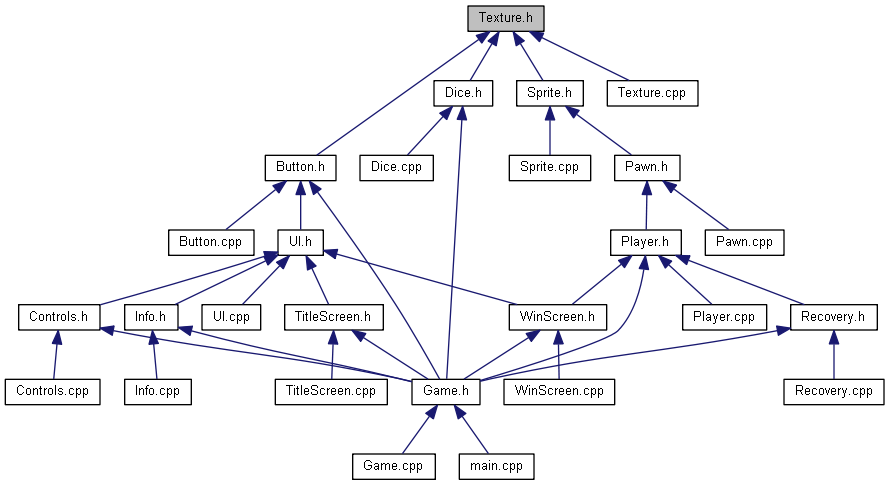 Texture.h
Dice.h
Sprite.h
Texture.cpp
Button.h
Dice.cpp
Sprite.cpp
Pawn.h
Button.cpp
UI.h
Player.h
Pawn.cpp
Controls.h
Info.h
UI.cpp
TitleScreen.h
WinScreen.h
Player.cpp
Recovery.h
Controls.cpp
Info.cpp
TitleScreen.cpp
Game.h
WinScreen.cpp
Recovery.cpp
Game.cpp
main.cpp